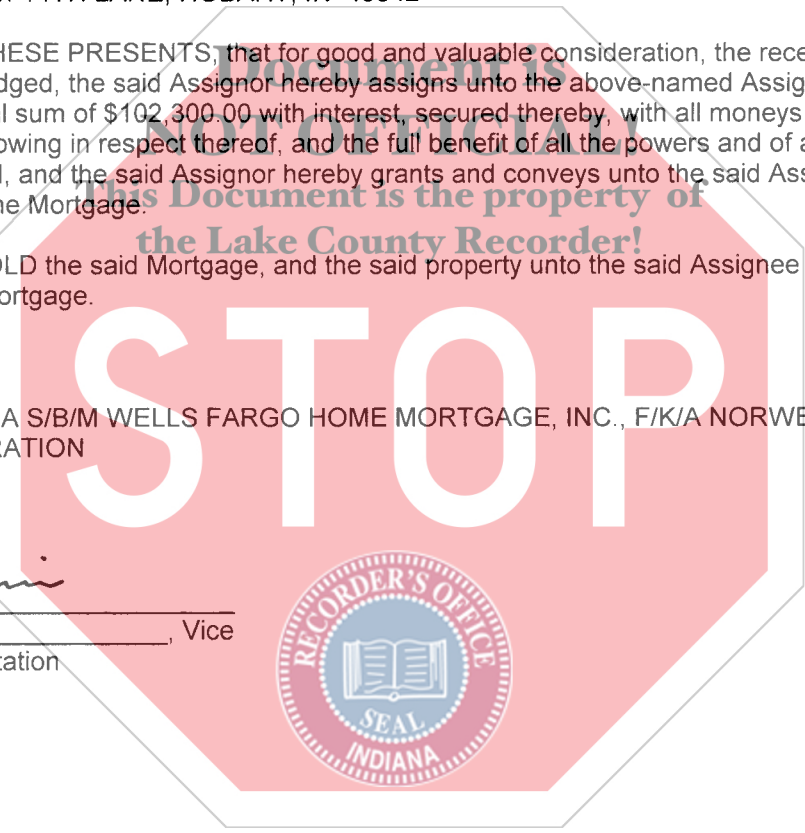 HESE PRESENTS, that for good and valuable consideration, the rece
dged, the said Assignor hereby assigns unto the above-named Assig
l sum of $102,300.00 with interest, secured thereby, with all moneys
owing in respect thereof, and the full benefit of all the powers and of a
, and the said Assignor hereby grants and conveys unto the said Ass
ne Mortgage.
Document is
NOT OFFICIAL!
This Document is the property of
the Lake County Recorder!
OLD the said Mortgage, and the said property unto the said Assignee
ortgage.
STOP
A S/B/M WELLS FARGO HOME MORTGAGE, INC., F/K/A NORWE
RATION
, Vice
tation
RECORDER'S OFFICE
SEAL
INDIANA